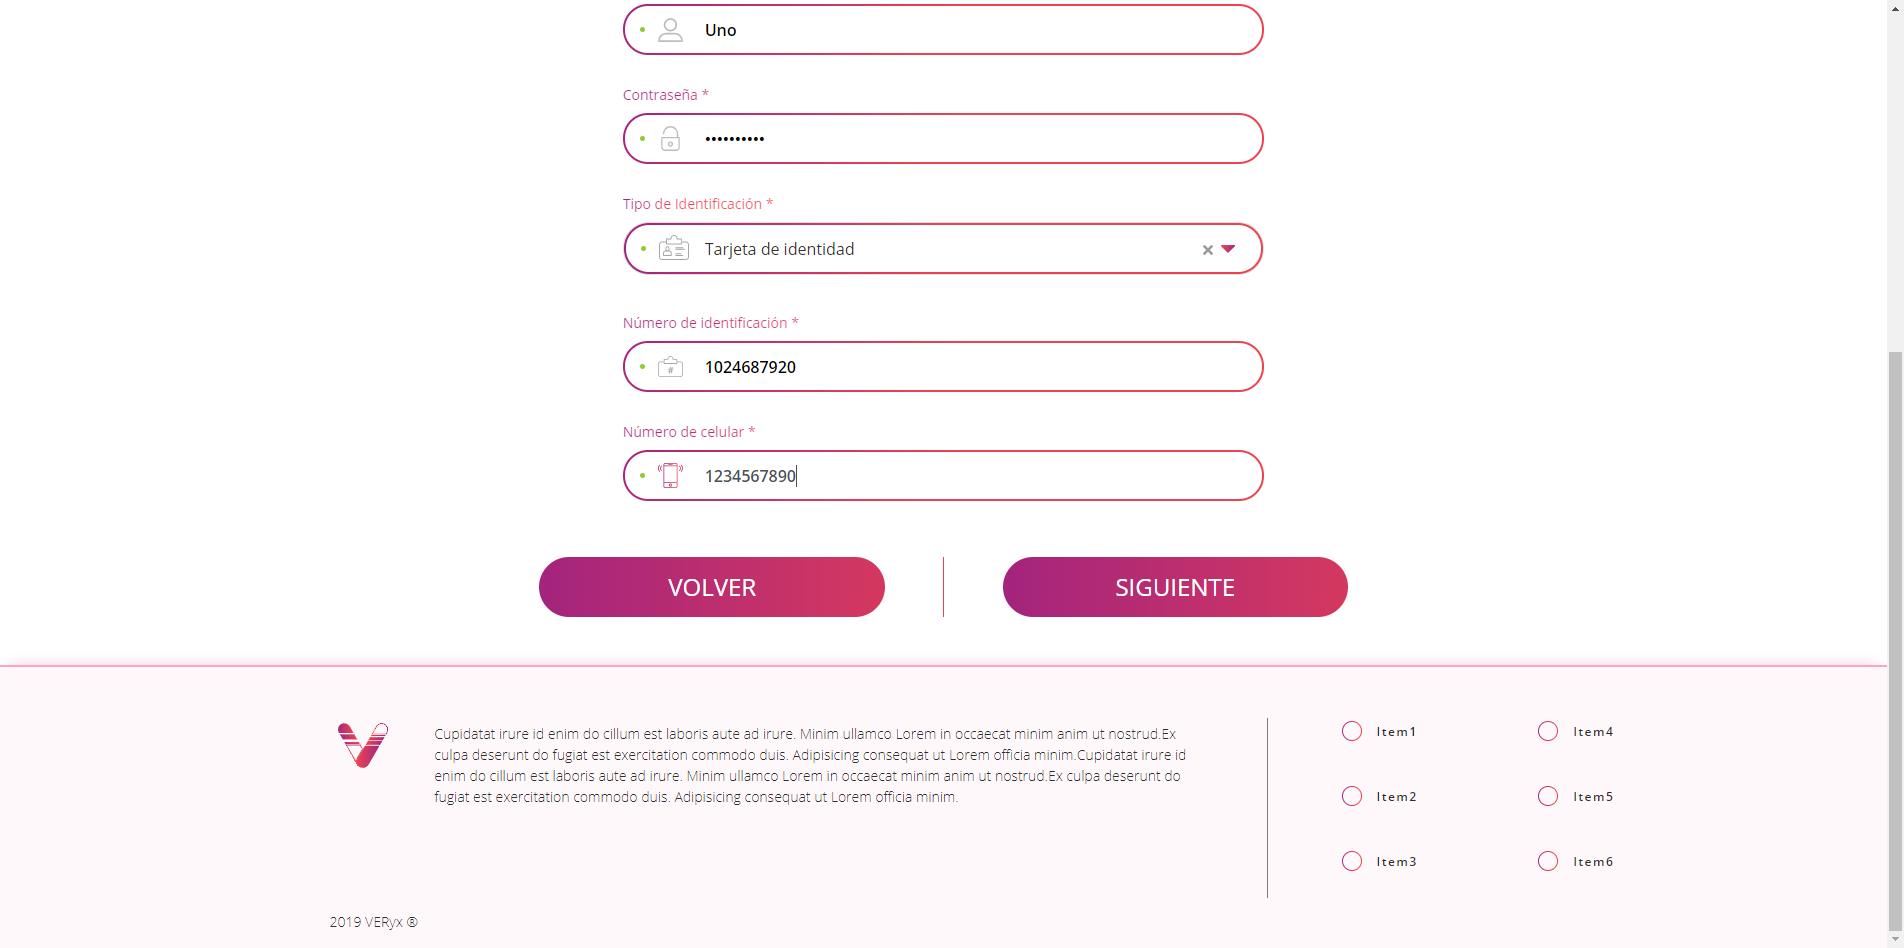 Uno
Contraseña *
••••••••••
Tipo de Identificación *
Tarjeta de identidad
Número de identificación *
#
1024687920
Número de celular *
1234567890
VOLVER
SIGUIENTE
Cupidatat irure id enim do cillum est laboris aute ad irure. Minim ullamco Lorem in occaecat minim anim ut nostrud.Ex
culpa deserunt do fugiat est exercitation commodo duis. Adipisicing consequat ut Lorem officia minim.Cupidatat irure id
enim do cillum est laboris aute ad irure. Minim ullamco Lorem in occaecat minim anim ut nostrud.Ex culpa deserunt do
fugiat est exercitation commodo duis. Adipisicing consequat ut Lorem officia minim.
Item1
Item2
Item3
Item4
Item5
Item6
2019 VERyx ®